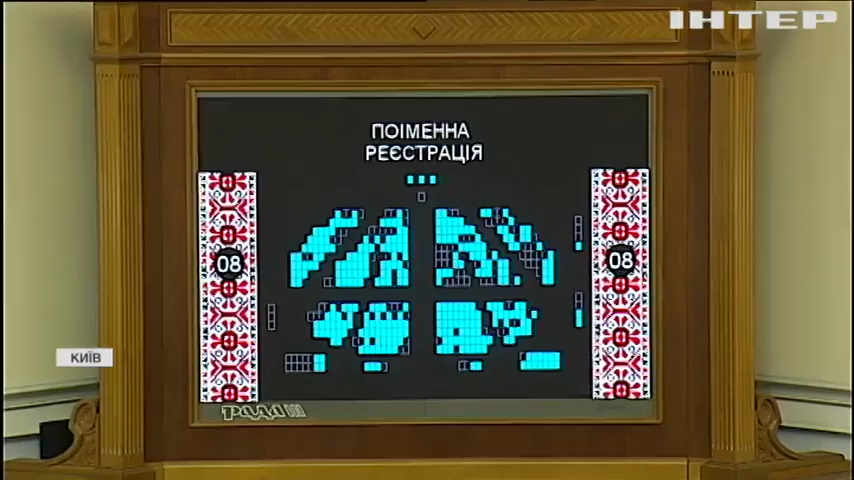 ІНТЕР
ПОІМЕННА
РЕЄСТРАЦІЯ
08
08
КИЇВ
РАДА